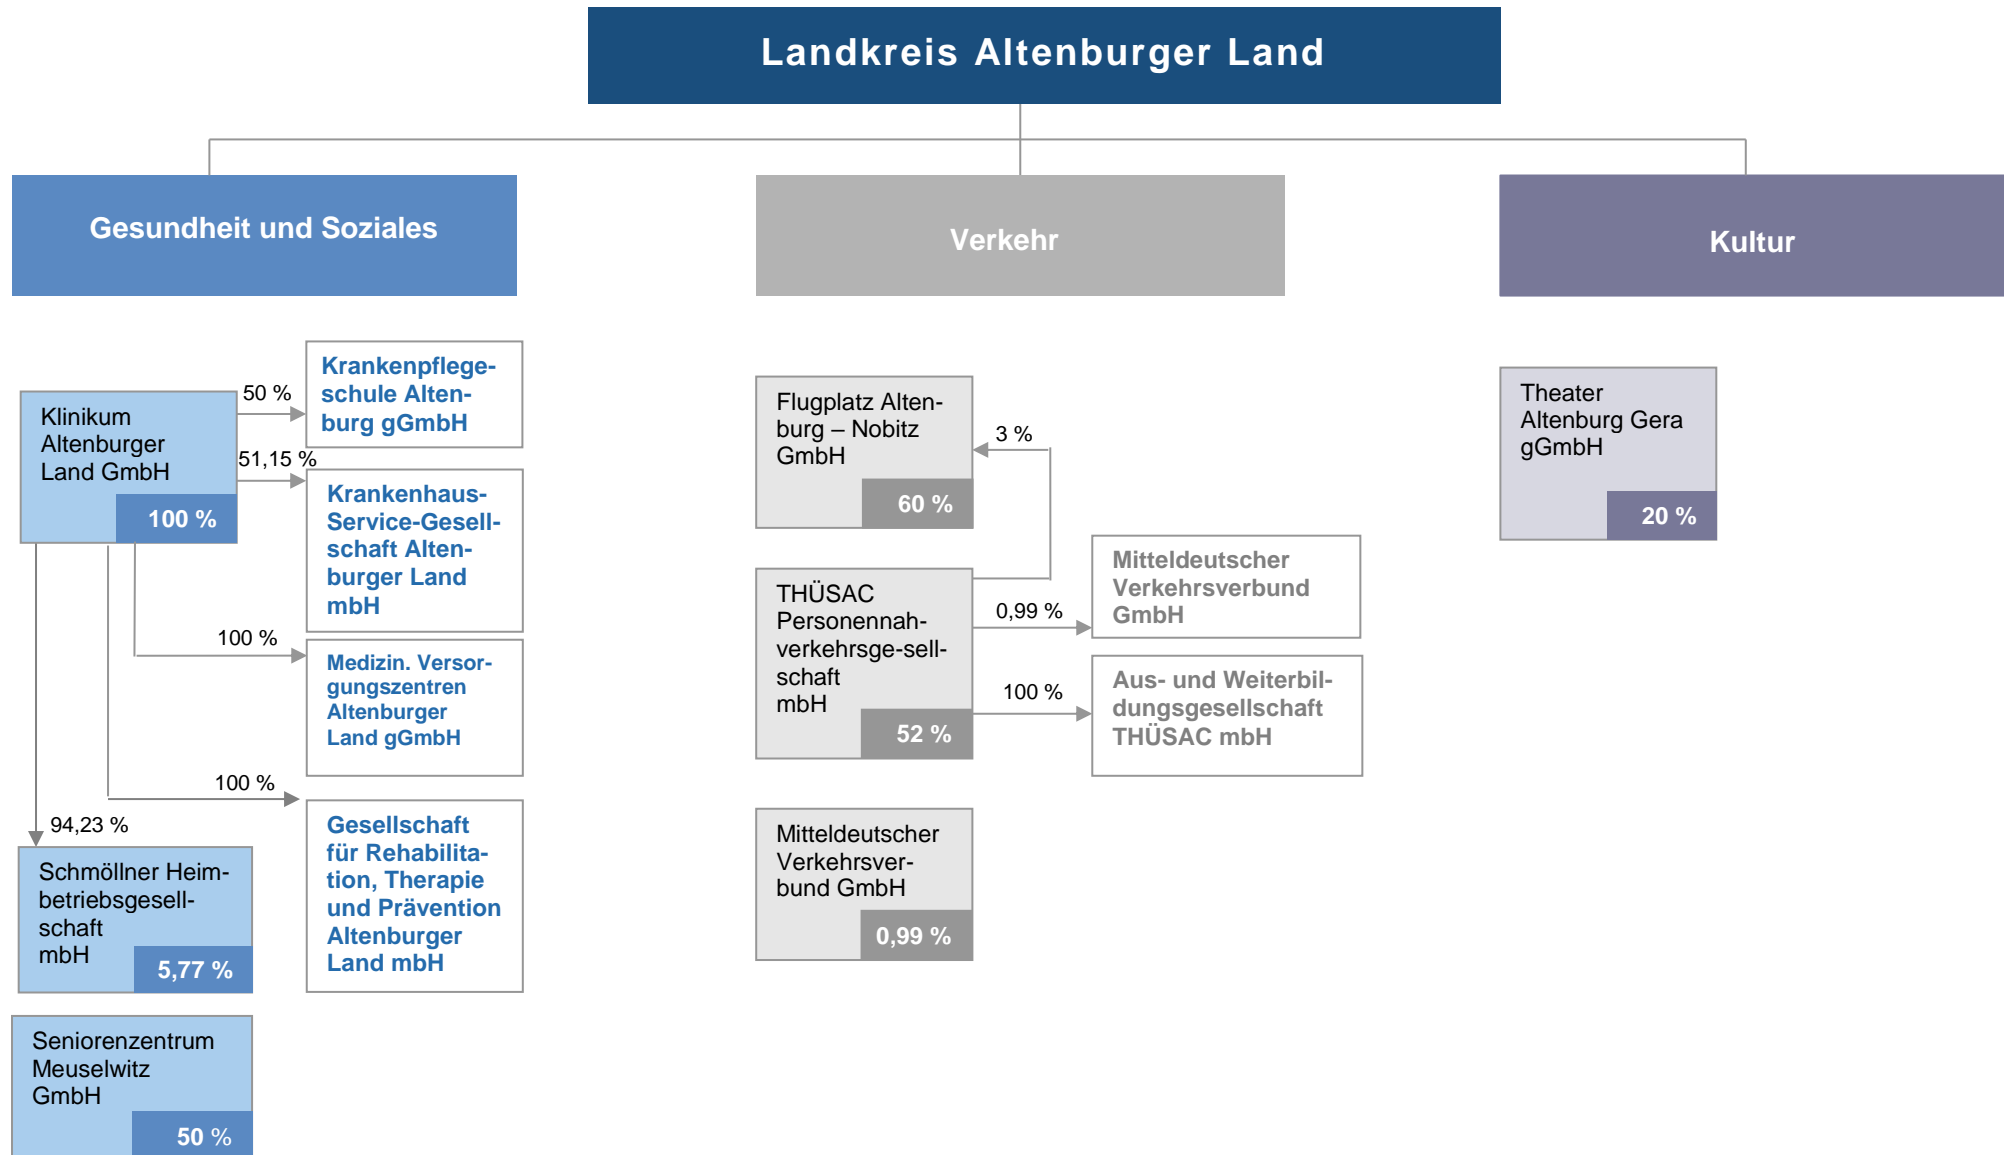 Landkreis Altenburger Land
Gesundheit und Soziales
Verkehr
Kultur
Klinikum
Altenburger
Land GmbH
100 %
50 %
Krankenpflege-
schule Alten-
burg gGmbH
51,15 %
Krankenhaus-
Service-Gesell-
schaft Alten-
burger Land
mbH
100 %
Medizin. Versor-
gungszentren
Altenburger
Land gGmbH
100 %
Gesellschaft
für Rehabilita-
tion, Therapie
und Prävention
Altenburger
Land mbH
94,23 %
Schmöllner Heim-
betriebsgesell-
schaft
mbH
5,77 %
Seniorenzentrum
Meuselwitz
GmbH
50 %
Flugplatz Alten-
burg – Nobitz
GmbH
60 %
3 %
THÜSAC
Personennah-
verkehrsge-sell-
schaft
mbH
52 %
0,99 %
Mitteldeutscher
Verkehrsverbund
GmbH
100 %
Aus- und Weiterbil-
dungsgesellschaft
THÜSAC mbH
Mitteldeutscher
Verkehrsver-
bund GmbH
0,99 %
Theater
Altenburg Gera
gGmbH
20 %